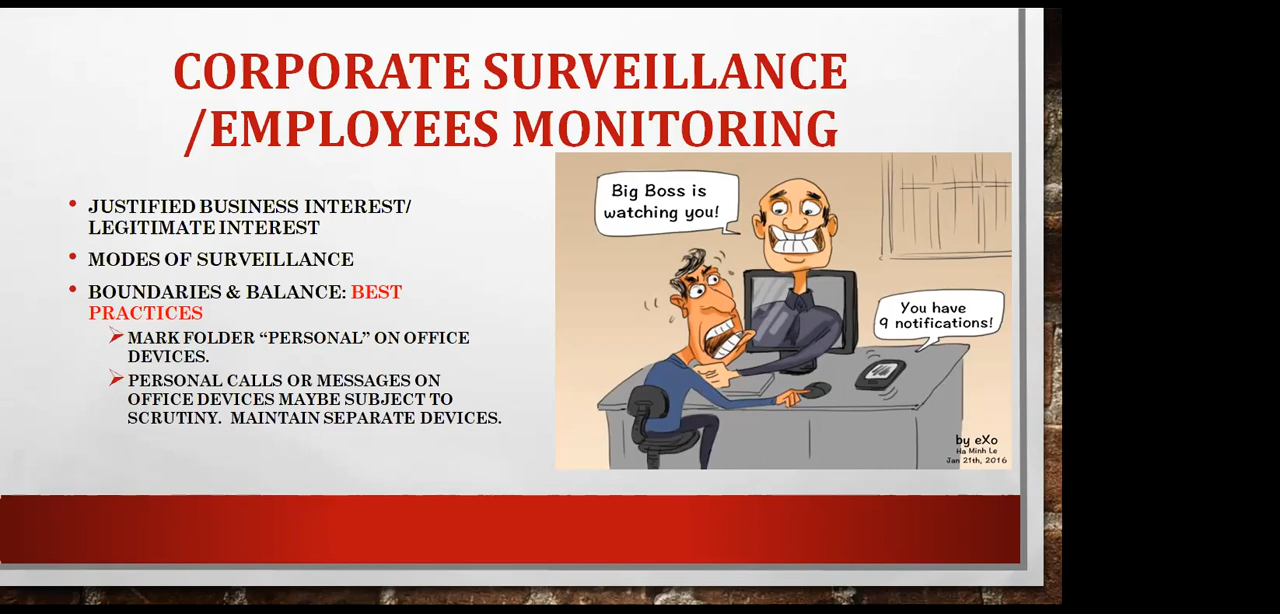 CORPORATE SURVEILLANCE
/EMPLOYEES MONITORING
JUSTIFIED BUSINESS INTEREST/
LEGITIMATE INTEREST
MODES OF SURVEILLANCE
BOUNDARIES & BALANCE: BEST
PRACTICES
MARK FOLDER “PERSONAL” ON OFFICE
DEVICES.
PERSONAL CALLS OR MESSAGES ON
OFFICE DEVICES MAYBE SUBJECT TO
SCRUTINY. MAINTAIN SEPARATE DEVICES.
Big Boss is
watching you!
You have
9 notifications!
by eXo
Ha Minh Le
Jan 21th, 2016